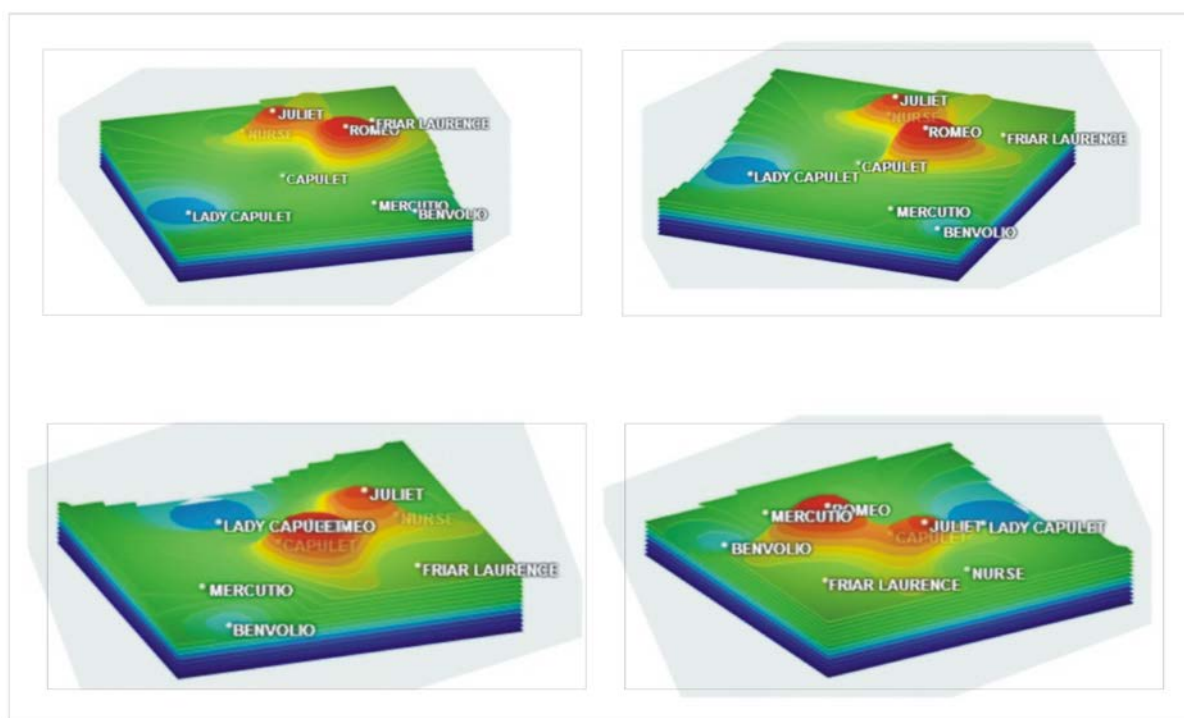 JULIET
NURSE
ROMEO
FRIAR LAURENCE
CAPULET
LADY CAPULET
MERCUTIO
BENVOLIO
JULIET
NURSE
ROMEO
FRIAR LAURENCE
CAPULET
LADY CAPULET
MERCUTIO
BENVOLIO
JULIET
NURSE
LADY CAPULET
MEO
CAPULET
FRIAR LAURENCE
MERCUTIO
BENVOLIO
ROMEO
MERCUTIO
JULIET
LADY CAPULET
CAPULET
BENVOLIO
NURSE
FRIAR LAURENCE